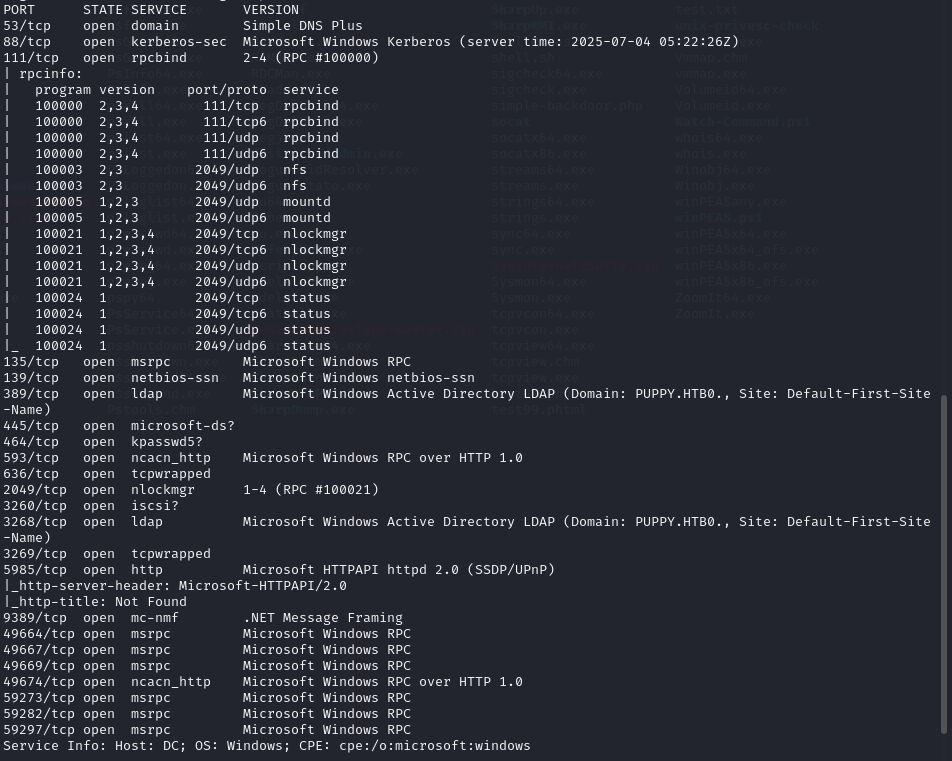 PORT      STATE SERVICE       VERSION
53/tcp    open  domain        Simple DNS Plus
88/tcp    open  kerberos-sec  Microsoft Windows Kerberos (server time: 2025-07-04 05:22:26Z)
111/tcp   open  rpcbind       2-4 (RPC #100000)
| rpcinfo:
|   program version    port/proto  service
|   100000  2,3,4        111/tcp   rpcbind
|   100000  2,3,4        111/tcp6  rpcbind
|   100000  2,3,4        111/udp   rpcbind
|   100000  2,3,4        111/udp6  rpcbind
|   100003  2,3         2049/udp   nfs
|   100003  2,3         2049/udp6  nfs
|   100005  1,2,3       2049/udp   mountd
|   100005  1,2,3       2049/udp6  mountd
|   100021  1,2,3,4     2049/tcp   nlockmgr
|   100021  1,2,3,4     2049/tcp6  nlockmgr
|   100021  1,2,3,4     2049/udp   nlockmgr
|   100021  1,2,3,4     2049/udp6  nlockmgr
|   100024  1           2049/tcp   status
|   100024  1           2049/tcp6  status
|   100024  1           2049/udp   status
|_  100024  1           2049/udp6  status
135/tcp   open  msrpc         Microsoft Windows RPC
139/tcp   open  netbios-ssn   Microsoft Windows netbios-ssn
389/tcp   open  ldap          Microsoft Windows Active Directory LDAP (Domain: PUPPY.HTB0., Site: Default-First-Site
-Name)
445/tcp   open  microsoft-ds?
464/tcp   open  kpasswd5?
593/tcp   open  ncacn_http    Microsoft Windows RPC over HTTP 1.0
636/tcp   open  tcpwrapped
2049/tcp  open  nlockmgr      1-4 (RPC #100021)
3260/tcp  open  iscsi?
3268/tcp  open  ldap          Microsoft Windows Active Directory LDAP (Domain: PUPPY.HTB0., Site: Default-First-Site
-Name)
3269/tcp  open  tcpwrapped
5985/tcp  open  http          Microsoft HTTPAPI httpd 2.0 (SSDP/UPnP)
|_http-server-header: Microsoft-HTTPAPI/2.0
|_http-title: Not Found
9389/tcp  open  mc-nmf        .NET Message Framing
49664/tcp open  msrpc         Microsoft Windows RPC
49667/tcp open  msrpc         Microsoft Windows RPC
49669/tcp open  msrpc         Microsoft Windows RPC
49674/tcp open  ncacn_http    Microsoft Windows RPC over HTTP 1.0
59273/tcp open  msrpc         Microsoft Windows RPC
59282/tcp open  msrpc         Microsoft Windows RPC
59297/tcp open  msrpc         Microsoft Windows RPC
Service Info: Host: DC; OS: Windows; CPE: cpe:/o:microsoft:windows